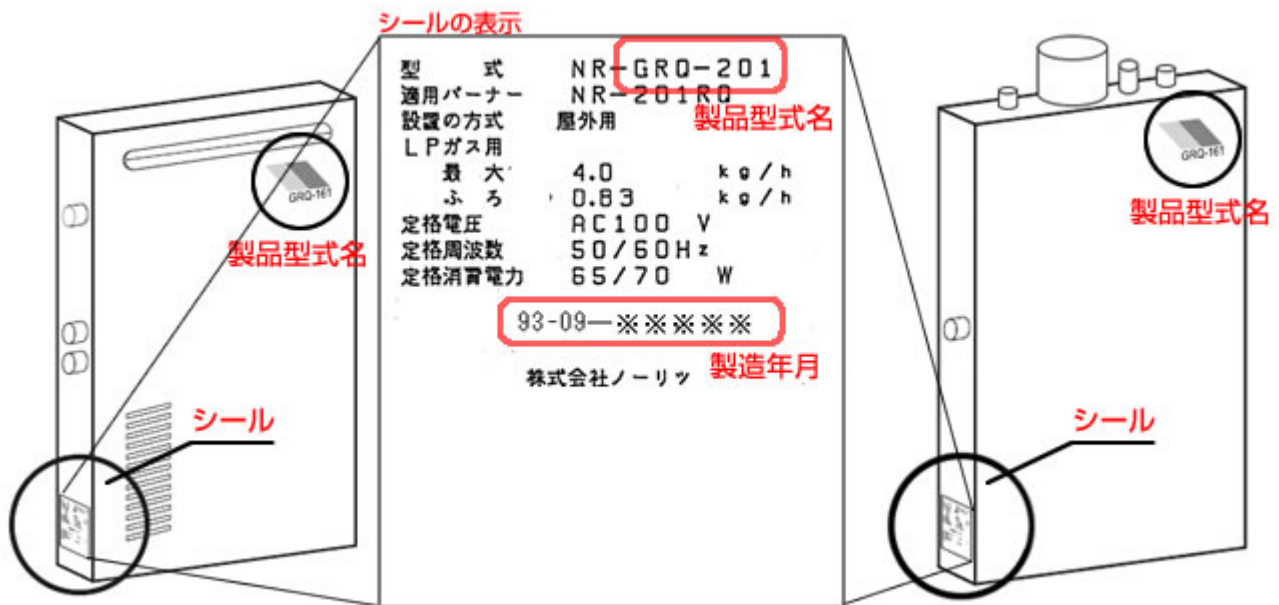 シールの表示
型 式 NR-GRQ-201
適用バーナー NR-201RQ
製品型式名
設置の方式 屋外用
LPガス用
最大 4.0 kg/h
ふろ 0.83 kg/h
定格電圧 AC100 V
定格周波数 50/60Hz
定格消費電力 65/70 W
93-09―※※※※※
製造年月
株式会社ノーリツ
GRQ-161
製品型式名
シール
GRQ-161
製品型式名
シール